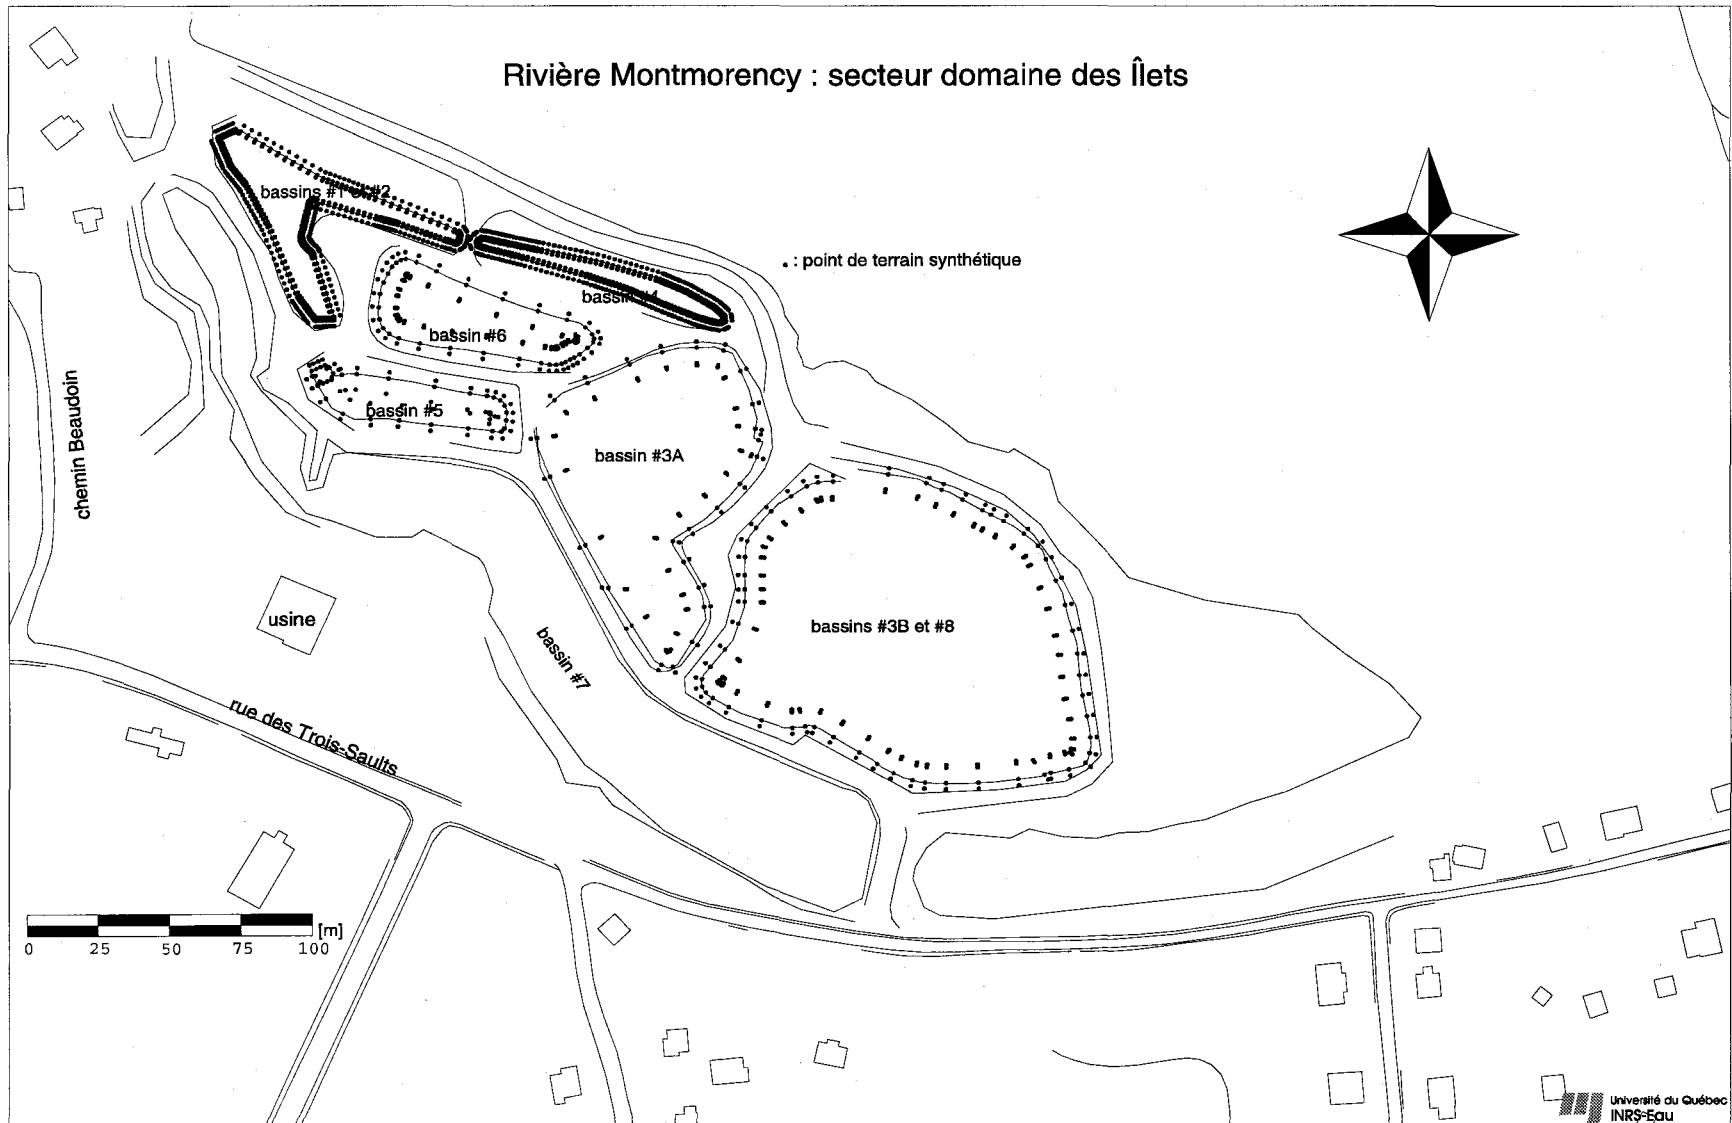 Rivière Montmorency : secteur domaine des Îlets
bassins #1 et #2
. : point de terrain synthétique
bassin #4
bassin #6
bassin #5
bassin #3A
chemin Beaudoin
usine
bassins #3B et #8
bassin #7
rue des Trois-Saults
[m]
0 25 50 75 100
Université du Québec
INRS-Eau